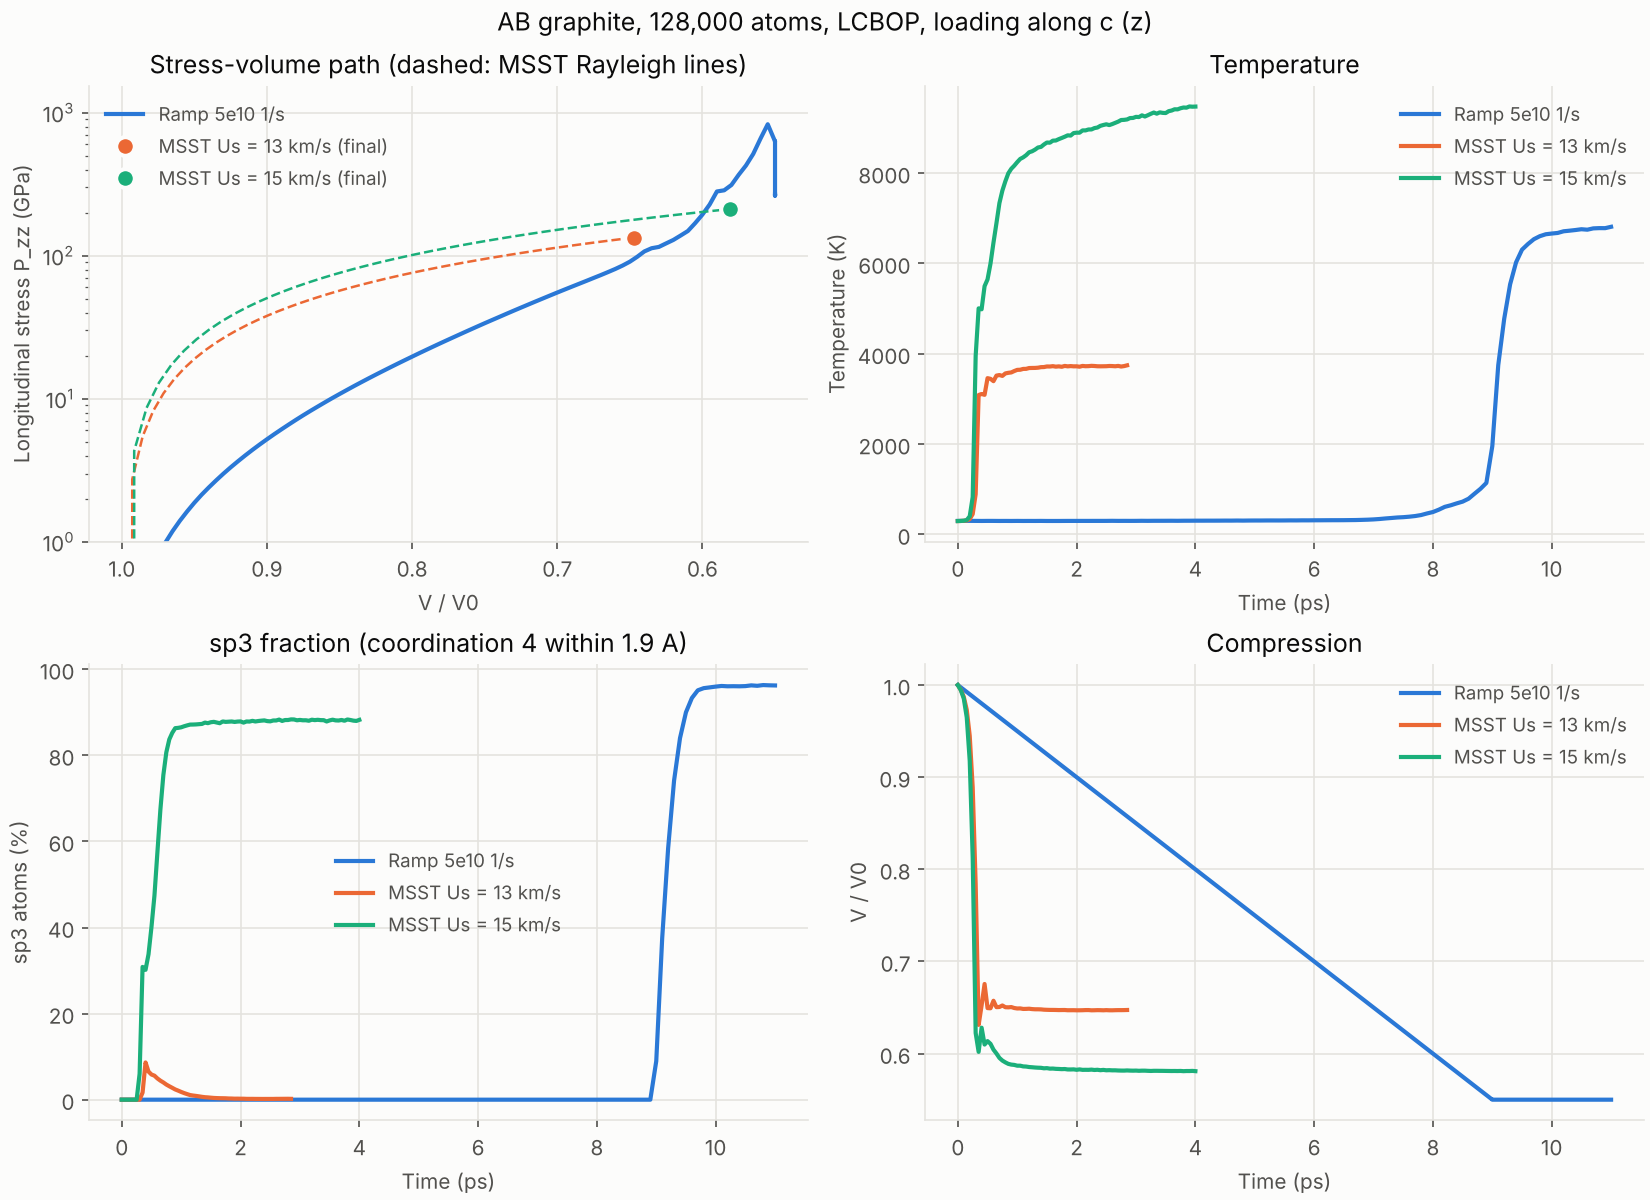 AB graphite, 128,000 atoms, LCBOP, loading along c (z)
Stress-volume path (dashed: MSST Rayleigh lines)
Longitudinal stress P_zz (GPa)
10³
10²
10¹
10⁰
Ramp 5e10 1/s
MSST Us = 13 km/s (final)
MSST Us = 15 km/s (final)
1.0
0.9
0.8
0.7
0.6
V / V0
Temperature
Temperature (K)
8000
6000
4000
2000
0
Ramp 5e10 1/s
MSST Us = 13 km/s
MSST Us = 15 km/s
0
2
4
6
8
10
Time (ps)
sp3 fraction (coordination 4 within 1.9 A)
sp3 atoms (%)
100
80
60
40
20
0
Ramp 5e10 1/s
MSST Us = 13 km/s
MSST Us = 15 km/s
0
2
4
6
8
10
Time (ps)
Compression
V / V0
1.0
0.9
0.8
0.7
0.6
Ramp 5e10 1/s
MSST Us = 13 km/s
MSST Us = 15 km/s
0
2
4
6
8
10
Time (ps)